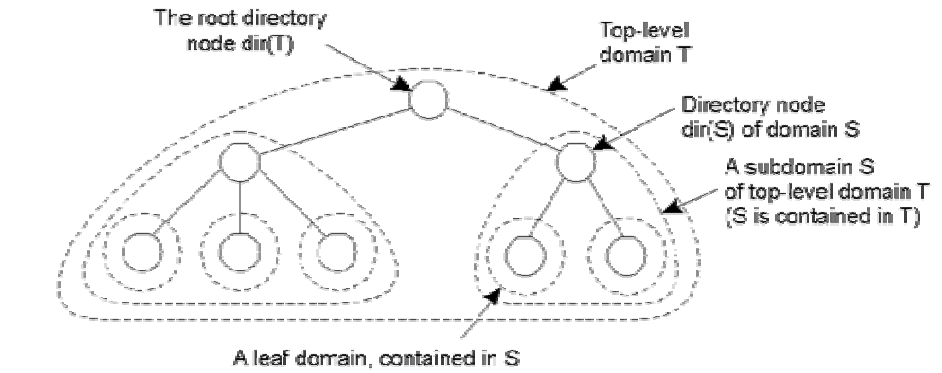 The root directory
node dir(T)
Top-level
domain T
Directory node
dir(S) of domain S
A subdomain S
of top-level domain T
(S is contained in T)
A leaf domain, contained in S